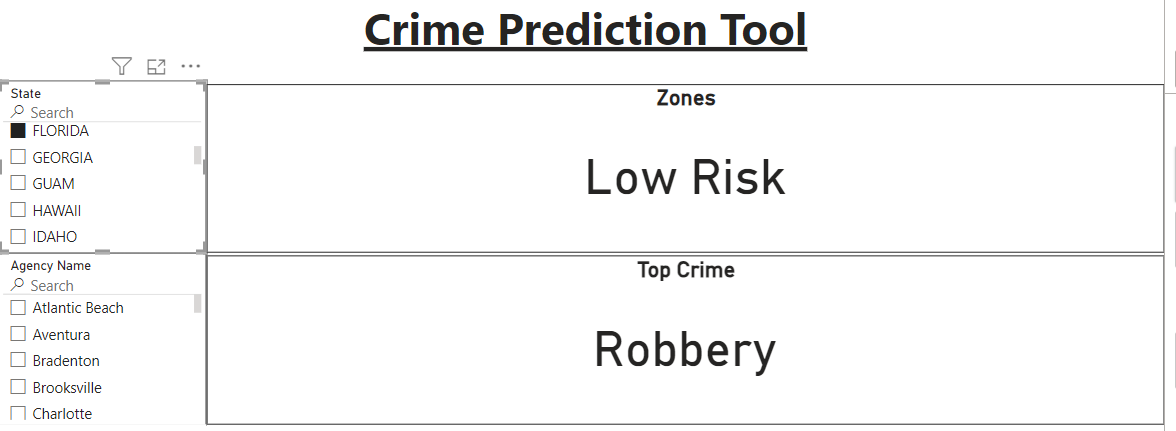 Crime Prediction Tool
State
Search
FLORIDA
GEORGIA
GUAM
HAWAII
IDAHO
Agency Name
Search
Atlantic Beach
Aventura
Bradenton
Brooksville
Charlotte
Zones
Low Risk
Top Crime
Robbery